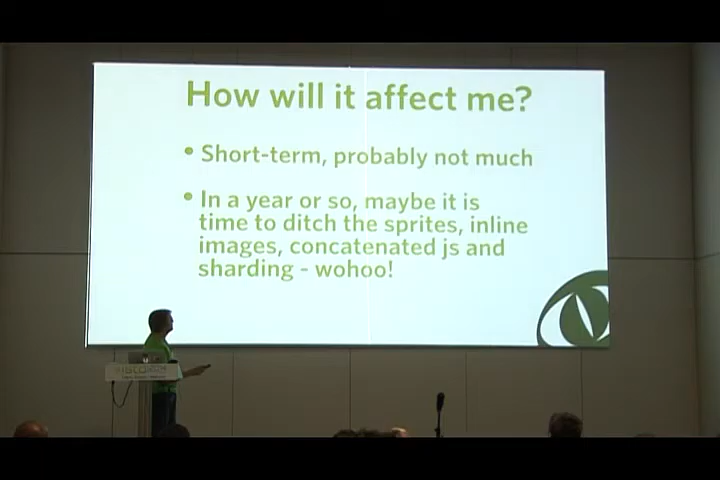 How will it affect me?
• Short-term, probably not much
• In a year or so, maybe it is
time to ditch the sprites, inline
images, concatenated js and
sharding - wohoo!